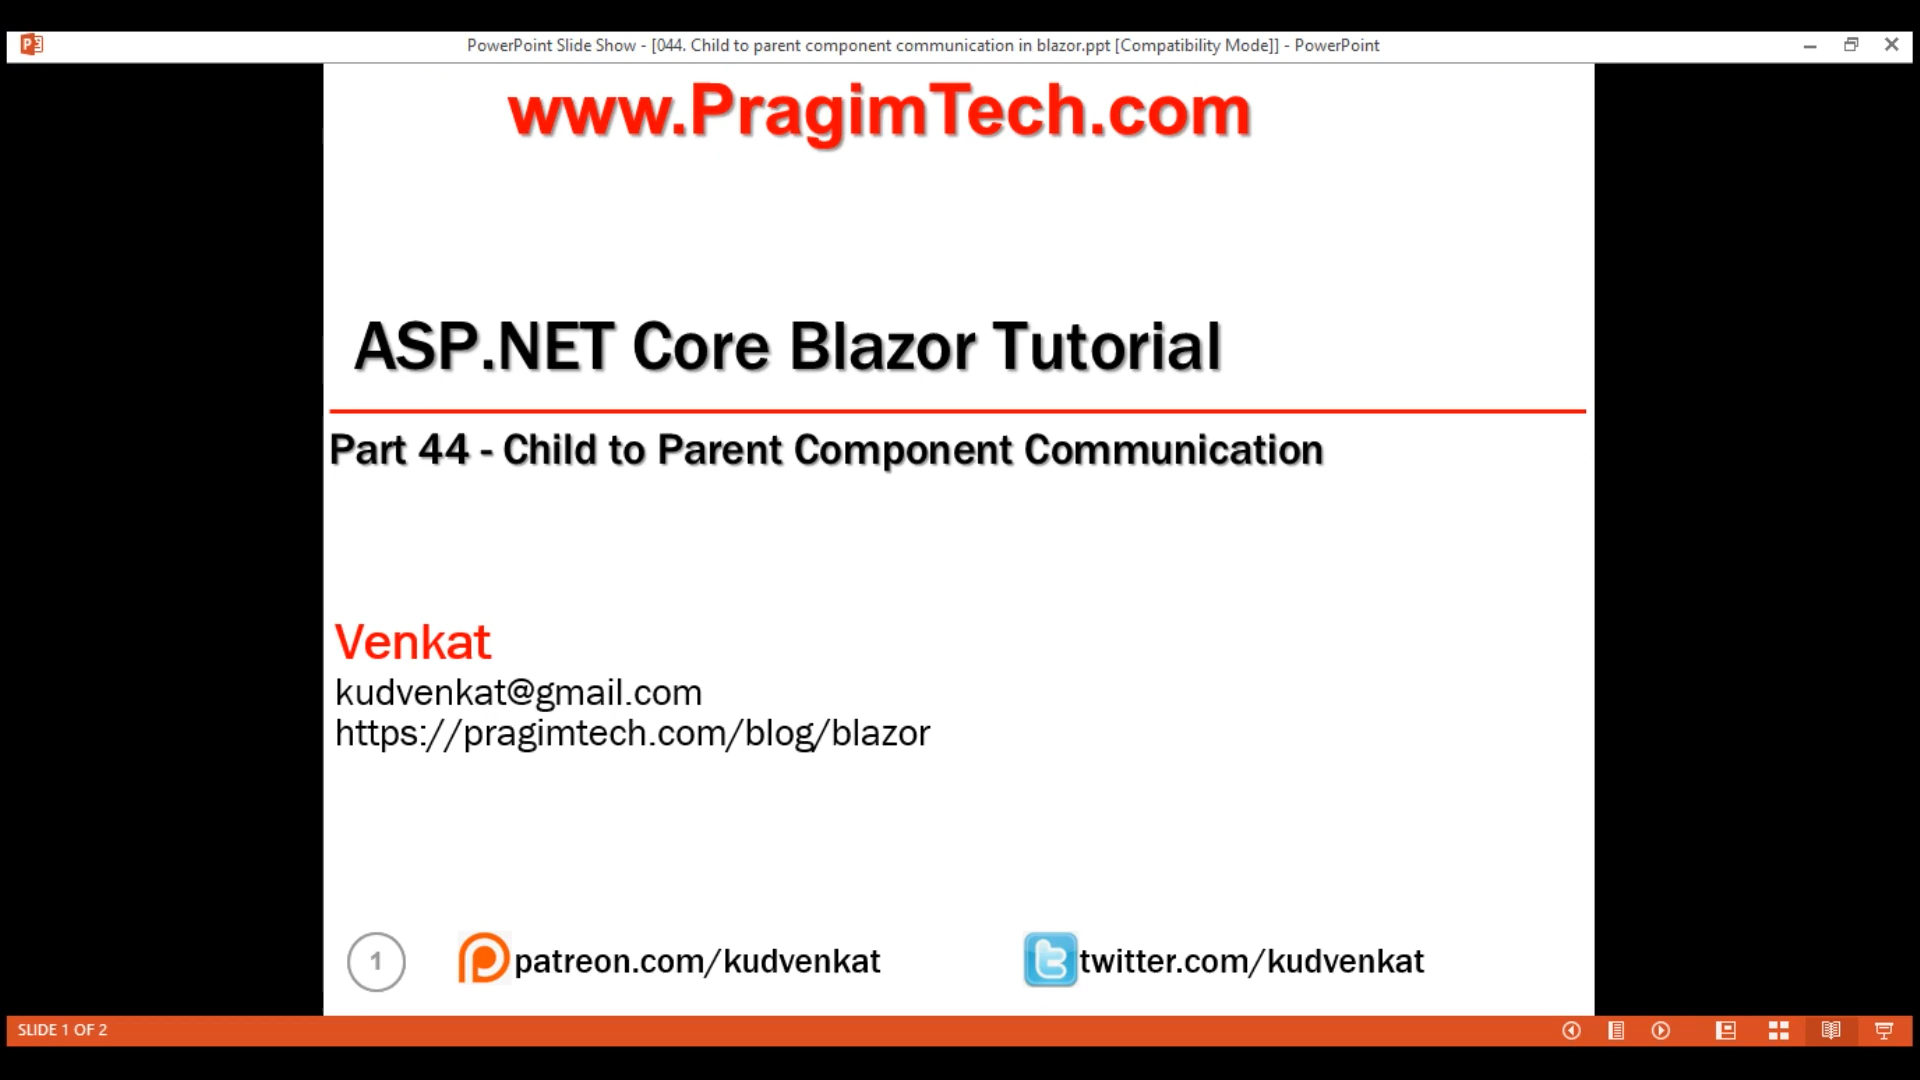 PowerPoint Slide Show - [044. Child to parent component communication in blazor.ppt [Compatibility Mode]] - PowerPoint
www.PragimTech.com
ASP.NET Core Blazor Tutorial
Part 44 - Child to Parent Component Communication
Venkat
kudvenkat@gmail.com
https://pragimtech.com/blog/blazor
1
patreon.com/kudvenkat
twitter.com/kudvenkat
SLIDE 1 OF 2